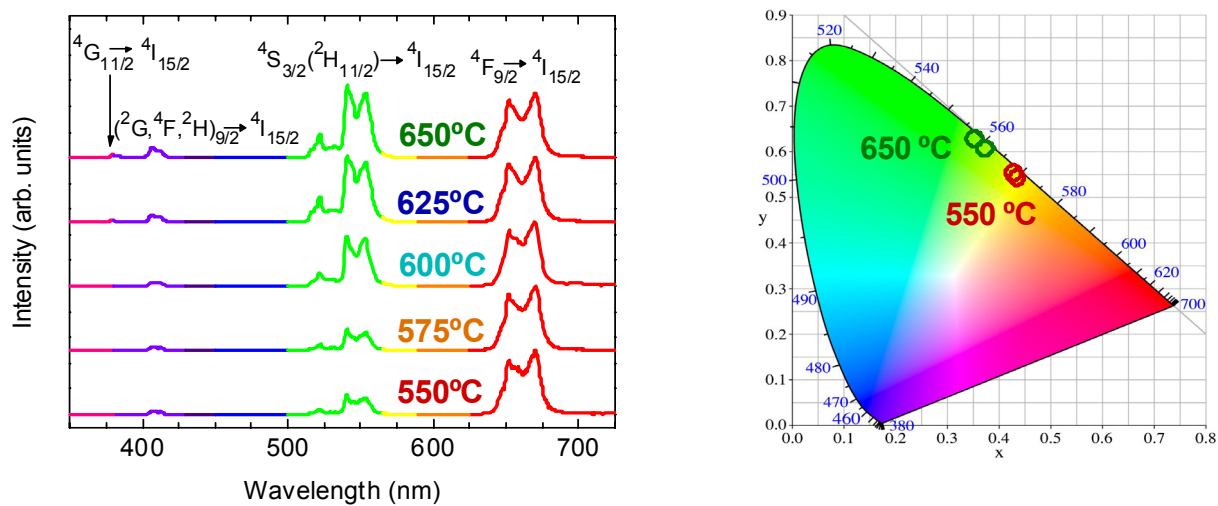 ⁴G₁₁/₂→⁴I₁₅/₂
⁴S₃/₂(²H₁₁/₂)→⁴I₁₅/₂
⁴F₉/₂→⁴I₁₅/₂
(²G,⁴F,²H)₉/₂→⁴I₁₅/₂
650ºC
625ºC
600ºC
575ºC
550ºC
Intensity (arb. units)
400 500 600 700
Wavelength (nm)
0.9
0.8
0.7
0.6
0.5
y
0.4
0.3
0.2
0.1
0.0
0.0 0.1 0.2 0.3 0.4 0.5 0.6 0.7 0.8
x
520
540
560
580
600
620
700
500
490
480
470
460
380
650 ºC
550 ºC